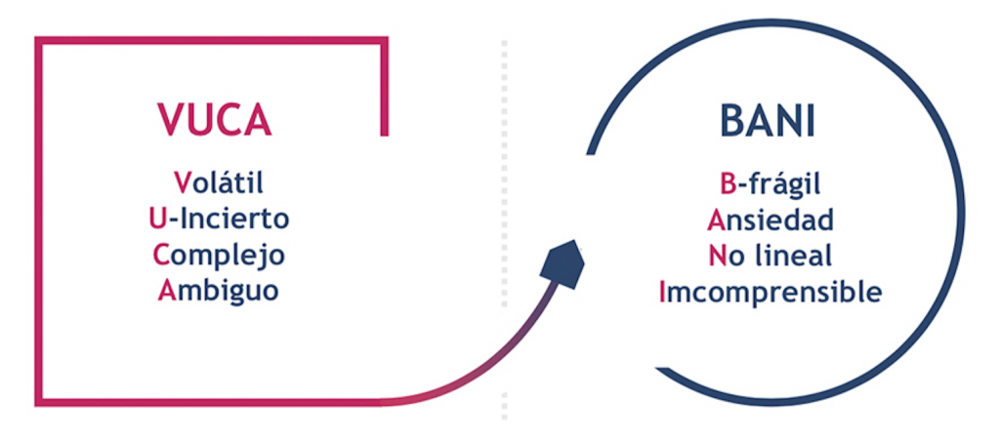 VUCA
Volátil
U-Incierto
Complejo
Ambiguo
BANI
B-frágil
Ansiedad
No lineal
Imcomprensible